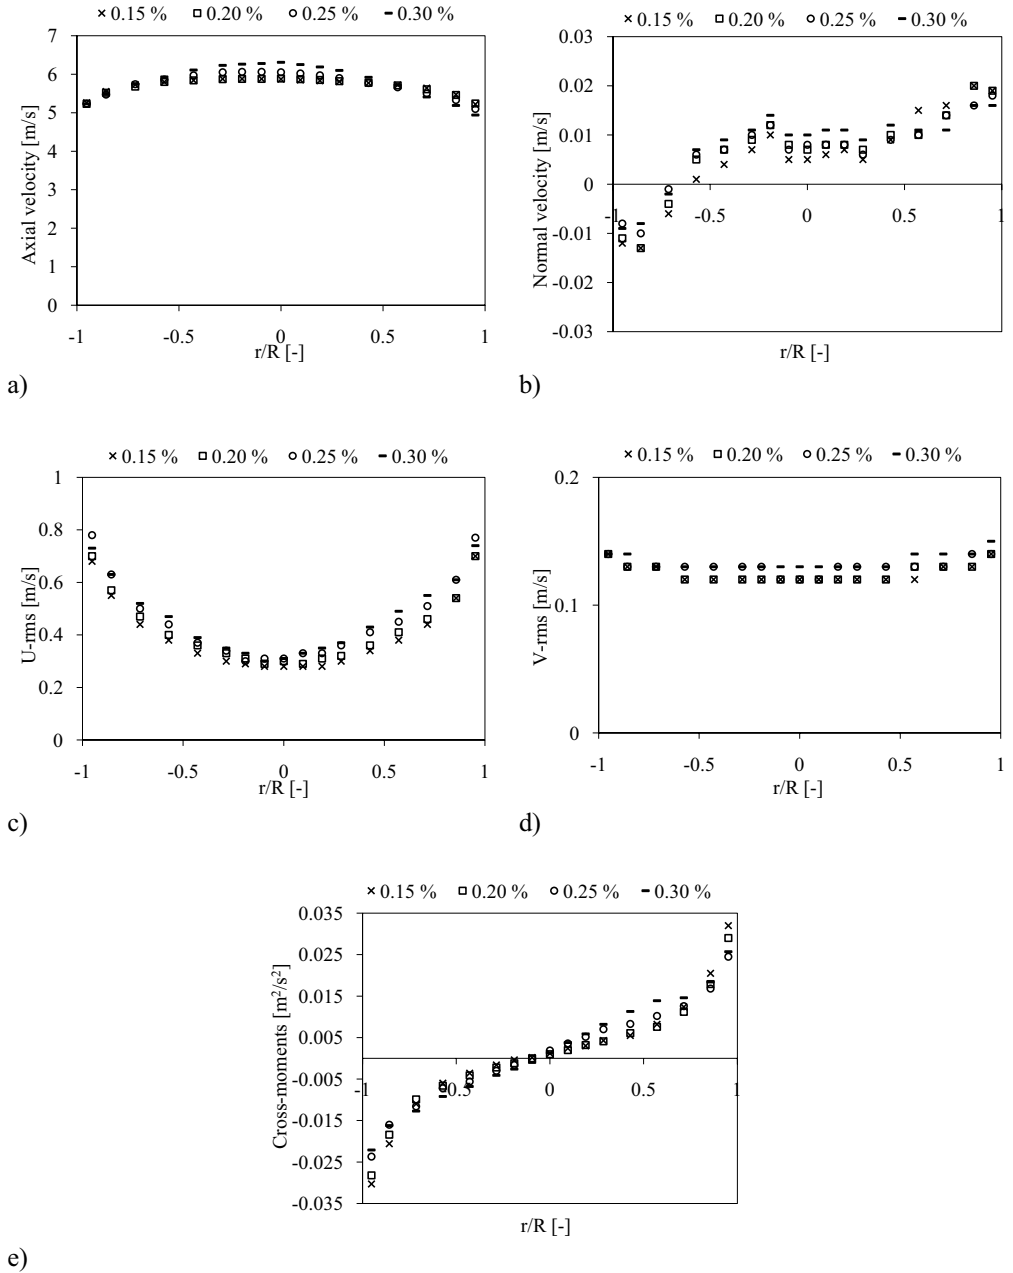 × 0.15 % □ 0.20 % ○ 0.25 % – 0.30 %
7
6
5
4
3
2
1
0
Axial velocity [m/s]
-1 -0.5 0 0.5 1
r/R [-]
a)
× 0.15 % □ 0.20 % ○ 0.25 % – 0.30 %
0.03
0.02
0.01
0
-0.01
-0.02
-0.03
Normal velocity [m/s]
-1 -0.5 0 0.5 1
r/R [-]
b)
× 0.15 % □ 0.20 % ○ 0.25 % – 0.30 %
1
0.8
0.6
0.4
0.2
0
U-rms [m/s]
-1 -0.5 0 0.5 1
r/R [-]
c)
× 0.15 % □ 0.20 % ○ 0.25 % – 0.30 %
0.2
0.1
0
V-rms [m/s]
-1 -0.5 0 0.5 1
r/R [-]
d)
× 0.15 % □ 0.20 % ○ 0.25 % – 0.30 %
0.035
0.025
0.015
0.005
-0.005
-0.015
-0.025
-0.035
Cross-moments [m²/s²]
-1 -0.5 0 0.5 1
r/R [-]
e)